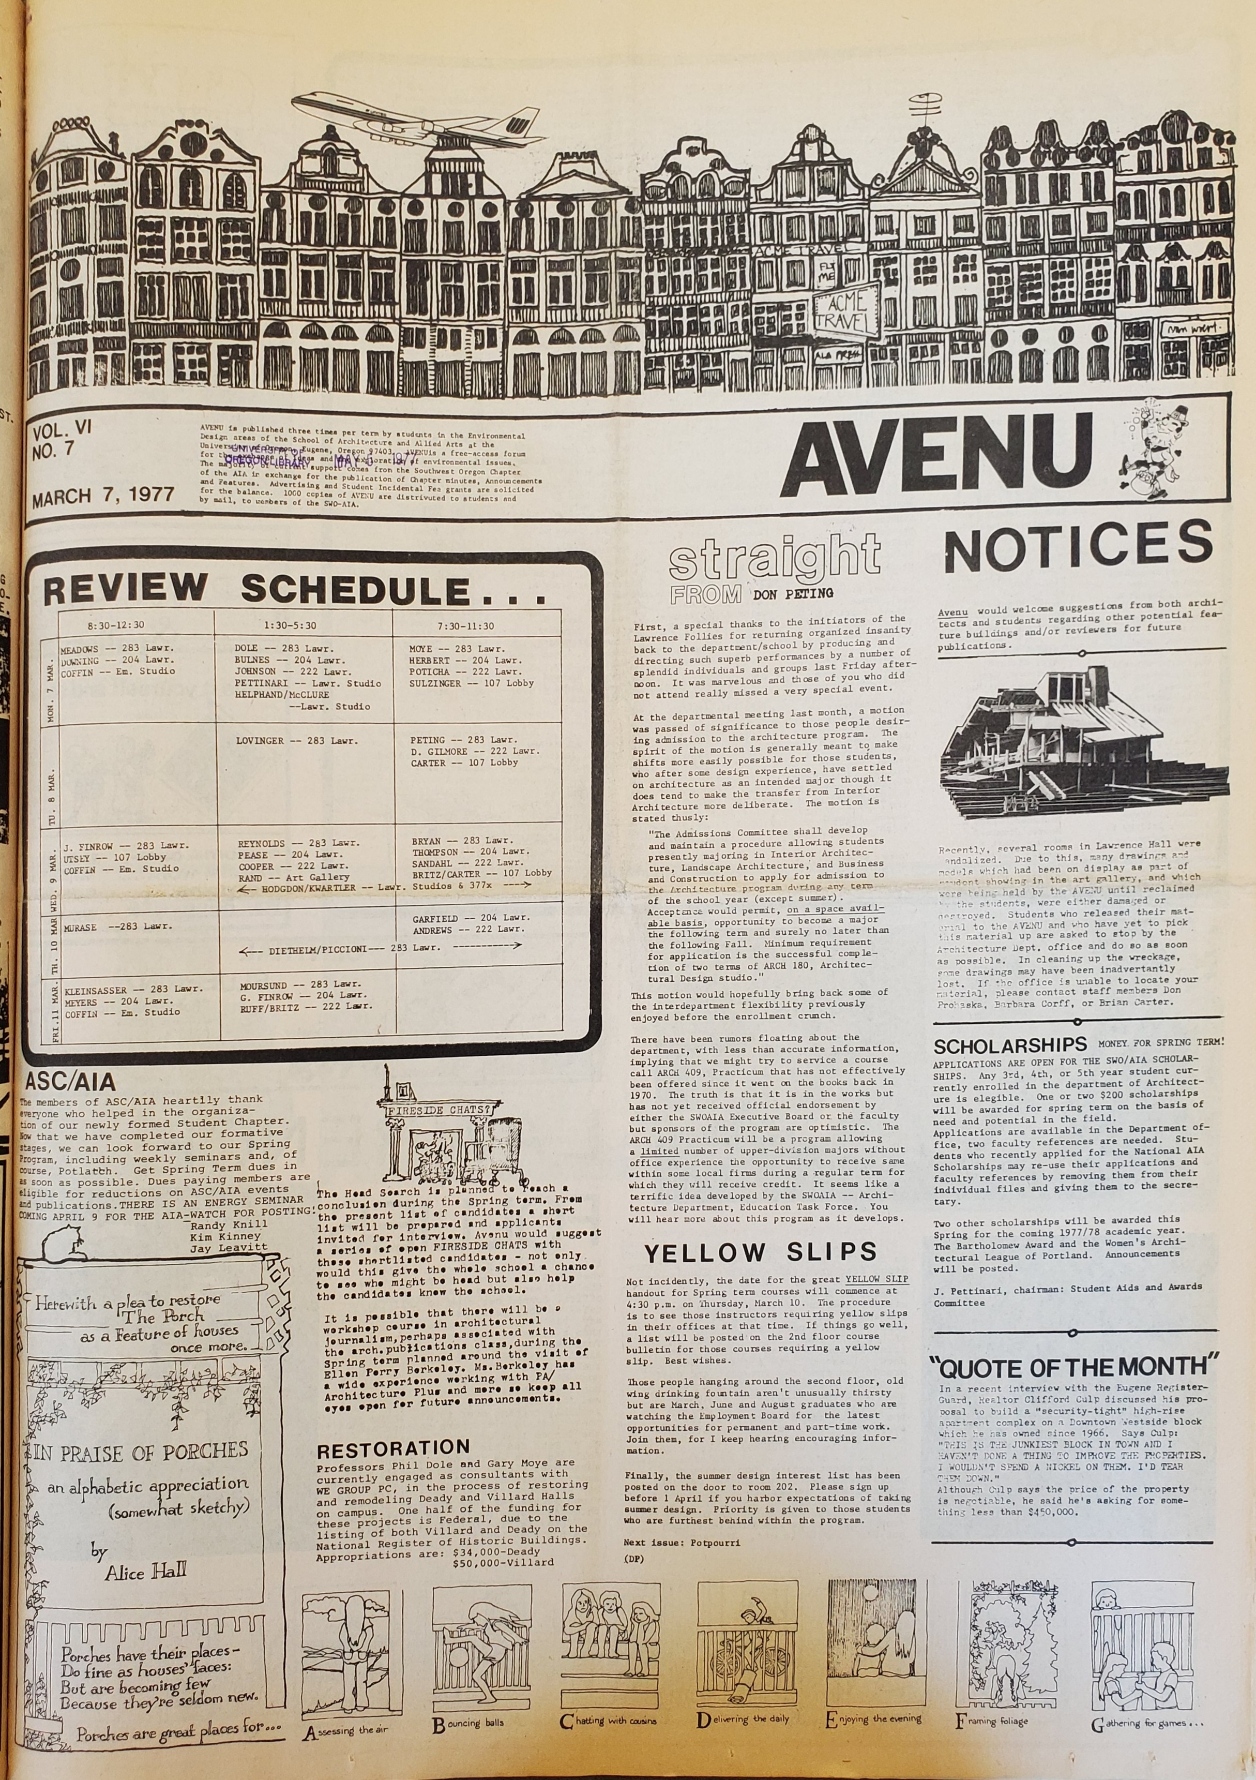 ACME TRAVEL
FLY
ME
ACME
TRAVEL
ALA PRESS
VOL. VI
NO. 7
MARCH 7, 1977
AVENU is published three times per term by students in the Environmental
Design areas of the School of Architecture and Allied Arts at the
University of Oregon, Eugene, Oregon 97403. AVENU is a free-access forum
for the exchange of ideas and the exploration of environmental issues.
The majority of current support comes from the Southwest Oregon Chapter
of the AIA in exchange for the publication of Chapter minutes, Announcements
and Features. Advertising and Student Incidental Fee grants are solicited
for the balance. 1000 copies of AVENU are distrivuted to students and
by mail, to members of the SWO-AIA.
UNIVERSITY OF
OREGON LIBRARY
MAY 6 1977
AVENU
REVIEW SCHEDULE...
8:30-12:30 1:30-5:30 7:30-11:30
MON. 7 MAR.
MEADOWS -- 283 Lawr.
DOWNING -- 204 Lawr.
COFFIN -- Em. Studio
DOLE -- 283 Lawr.
BULNES -- 204 Lawr.
JOHNSON -- 222 Lawr.
PETTINARI -- Lawr. Studio
HELPHAND/McCLURE
--Lawr. Studio
MOYE -- 283 Lawr.
HERBERT -- 204 Lawr.
POTICHA -- 222 Lawr.
SULZINGER -- 107 Lobby
TU. 8 MAR.
LOVINGER -- 283 Lawr.
PETING -- 283 Lawr.
D. GILMORE -- 222 Lawr.
CARTER -- 107 Lobby
WED. 9 MAR.
J. FINROW -- 283 Lawr.
UTSEY -- 107 Lobby
COFFIN -- Em. Studio
REYNOLDS -- 283 Lawr.
PEASE -- 204 Lawr.
COOPER -- 222 Lawr.
RAND -- Art Gallery
BRYAN -- 283 Lawr.
THOMPSON -- 204 Lawr.
SANDAHL -- 222 Lawr.
BRITZ/CARTER -- 107 Lobby
HODGDON/KWARTLER -- Lawr. Studios & 377x
TH. 10 MAR
MURASE --283 Lawr.
GARFIELD -- 204 Lawr.
ANDREWS -- 222 Lawr.
DIETHELM/PICCIONI--- 283 Lawr.
FRI. 11 MAR.
KLEINSASSER -- 283 Lawr.
MEYERS -- 204 Lawr.
COFFIN -- Em. Studio
MOURSUND -- 283 Lawr.
G. FINROW -- 204 Lawr.
RUFF/BRITZ -- 222 Lawr.
ASC/AIA
The members of ASC/AIA heartlly thank
everyone who helped in the organiza-
tion of our newly formed Student Chapter.
Now that we have completed our formative
stages, we can look forward to our Spring
Program, including weekly seminars and, of
course, Potlatbh. Get Spring Term dues in
as soon as possible. Dues paying members are
eligible for reductions on ASC/AIA events
and publications.THERE IS AN ENERGY SEMINAR
COMING APRIL 9 FOR THE AIA-WATCH FOR POSTING!
Randy Knill
Kim Kinney
Jay Leavitt
Herewith a plea to restore
The Porch
as a Feature of houses
once more.
IN PRAISE OF PORCHES
an alphabetic appreciation
(somewhat sketchy)
by
Alice Hall
Porches have their places-
Do fine as houses' faces:
But are becoming few
Because they're seldom new.
Porches are great places for...
FIRESIDE CHATS?
The Head Search is planned to reach a
conclusion during the Spring term. From
the present list of candidates a short
list will be prepared and applicants
invited for interview. Avenu would suggest
a series of open FIRESIDE CHATS with
these shortlisted candidates - not only
would this give the whole school a chance
to see who might be head but also help
the candidates know the school.
It is possible that there will be a
workshop course in architectural
journalism,perhaps associated with
the arch.publications class,during the
Spring term planned around the visit of
Ellen Perry Berkeley. Ms.Berkeley has
a wide experience working with PA/
Architecture Plus and more so keep all
eyes open for future announcements.
RESTORATION
Professors Phil Dole and Gary Moye are
currently engaged as consultants with
WE GROUP PC, in the process of restoring
and remodeling Deady and Villard Halls
on campus. One half of the funding for
these projects is Federal, due to the
listing of both Villard and Deady on the
National Register of Historic Buildings.
Appropriations are: $34,000-Deady
$50,000-Villard
straight
FROM DON PETING
First, a special thanks to the initiators of the
Lawrence Follies for returning organized insanity
back to the department/school by producing and
directing such superb performances by a number of
splendid individuals and groups last Friday after-
noon. It was marvelous and those of you who did
not attend really missed a very special event.
At the departmental meeting last month, a motion
was passed of significance to those people desir-
ing admission to the architecture program. The
spirit of the motion is generally meant to make
shifts more easily possible for those students,
who after some design experience, have settled
on architecture as an intended major though it
does tend to make the transfer from Interior
Architecture more deliberate. The motion is
stated thusly:
"The Admissions Committee shall develop
and maintain a procedure allowing students
presently majoring in Interior Architec-
ture, Landscape Architecture, and Business
and Construction to apply for admission to
the Architecture program during any term
of the school year (except summer).
Acceptance would permit, on a space avail-
able basis, opportunity to become a major
the following term and surely no later than
the following Fall. Minimum requirement
for application is the successful comple-
tion of two terms of ARCH 180, Architec-
tural Design studio."
This motion would hopefully bring back some of
the interdepartment flexibility previously
enjoyed before the enrollment crunch.
There have been rumors floating about the
department, with less than accurate information,
implying that we might try to service a course
call ARCH 409, Practicum that has not effectively
been offered since it went on the books back in
1970. The truth is that it is in the works but
has not yet received official endorsement by
either the SWOAIA Executive Board or the faculty
but sponsors of the program are optimistic. The
ARCH 409 Practicum will be a program allowing
a limited number of upper-division majors without
office experience the opportunity to receive same
within some local firms during a regular term for
which they will receive credit. It seems like a
terrific idea developed by the SWOAIA -- Archi-
tecture Department, Education Task Force. You
will hear more about this program as it develops.
YELLOW SLIPS
Not incidently, the date for the great YELLOW SLIP
handout for Spring term courses will commence at
4:30 p.m. on Thursday, March 10. The procedure
is to see those instructors requiring yellow slips
in their offices at that time. If things go well,
a list will be posted on the 2nd floor course
bulletin for those courses requiring a yellow
slip. Best wishes.
Those people hanging around the second floor, old
wing drinking fountain aren't unusually thirsty
but are March, June and August graduates who are
watching the Employment Board for the latest
opportunities for permanent and part-time work.
Join them, for I keep hearing encouraging infor-
mation.
Finally, the summer design interest list has been
posted on the door to room 202. Please sign up
before 1 April if you harbor expectations of taking
summer design. Priority is given to those students
who are furthest behind within the program.
Next issue: Potpourri
(DP)
NOTICES
Avenu would welcome suggestions from both archi-
tects and students regarding other potential fea-
ture buildings and/or reviewers for future
publications.
Recently, several rooms in Lawrence Hall were
vandalized. Due to this, many drawings and
models which had been on display as part of
student showing in the art gallery, and which
were being held by the AVENU until reclaimed
by the students, were either damaged or
destroyed. Students who released their mat-
erial to the AVENU and who have yet to pick
this material up are asked to stop by the
Architecture Dept. office and do so as soon
as possible. In cleaning up the wreckage,
some drawings may have been inadvertantly
lost. If the office is unable to locate your
material, please contact staff members Don
Prohaska, Barbara Corff, or Brian Carter.
SCHOLARSHIPS MONEY FOR SPRING TERM!
APPLICATIONS ARE OPEN FOR THE SWO/AIA SCHOLAR-
SHIPS. Any 3rd, 4th, or 5th year student cur-
rently enrolled in the department of Architect-
ure is elegible. One or two $200 scholarships
will be awarded for spring term on the basis of
need and potential in the field.
Applications are available in the Department of-
fice, two faculty references are needed. Stu-
dents who recently applied for the National AIA
Scholarships may re-use their applications and
faculty references by removing them from their
individual files and giving them to the secre-
tary.
Two other scholarships will be awarded this
Spring for the coming 1977/78 academic year.
The Bartholomew Award and the Women's Archi-
tectural League of Portland. Announcements
will be posted.
J. Pettinari, chairman: Student Aids and Awards
Committee
"QUOTE OF THE MONTH"
In a recent interview with the Eugene Register-
Guard, Realtor Clifford Culp discussed his pro-
posal to build a "security-tight" high-rise
apartment complex on a Downtown Westside block
which he has owned since 1966. Says Culp:
"THIS IS THE JUNKIEST BLOCK IN TOWN AND I
HAVEN'T DONE A THING TO IMPROVE THE PROPERTIES.
I WOULDN'T SPEND A NICKEL ON THEM. I'D TEAR
THEM DOWN."
Although Culp says the price of the property
is negotiable, he said he's asking for some-
thing less than $450,000.
Assessing the air
Bouncing balls
Chatting with cousins
Delivering the daily
Enjoying the evening
Framing foliage
Gathering for games...